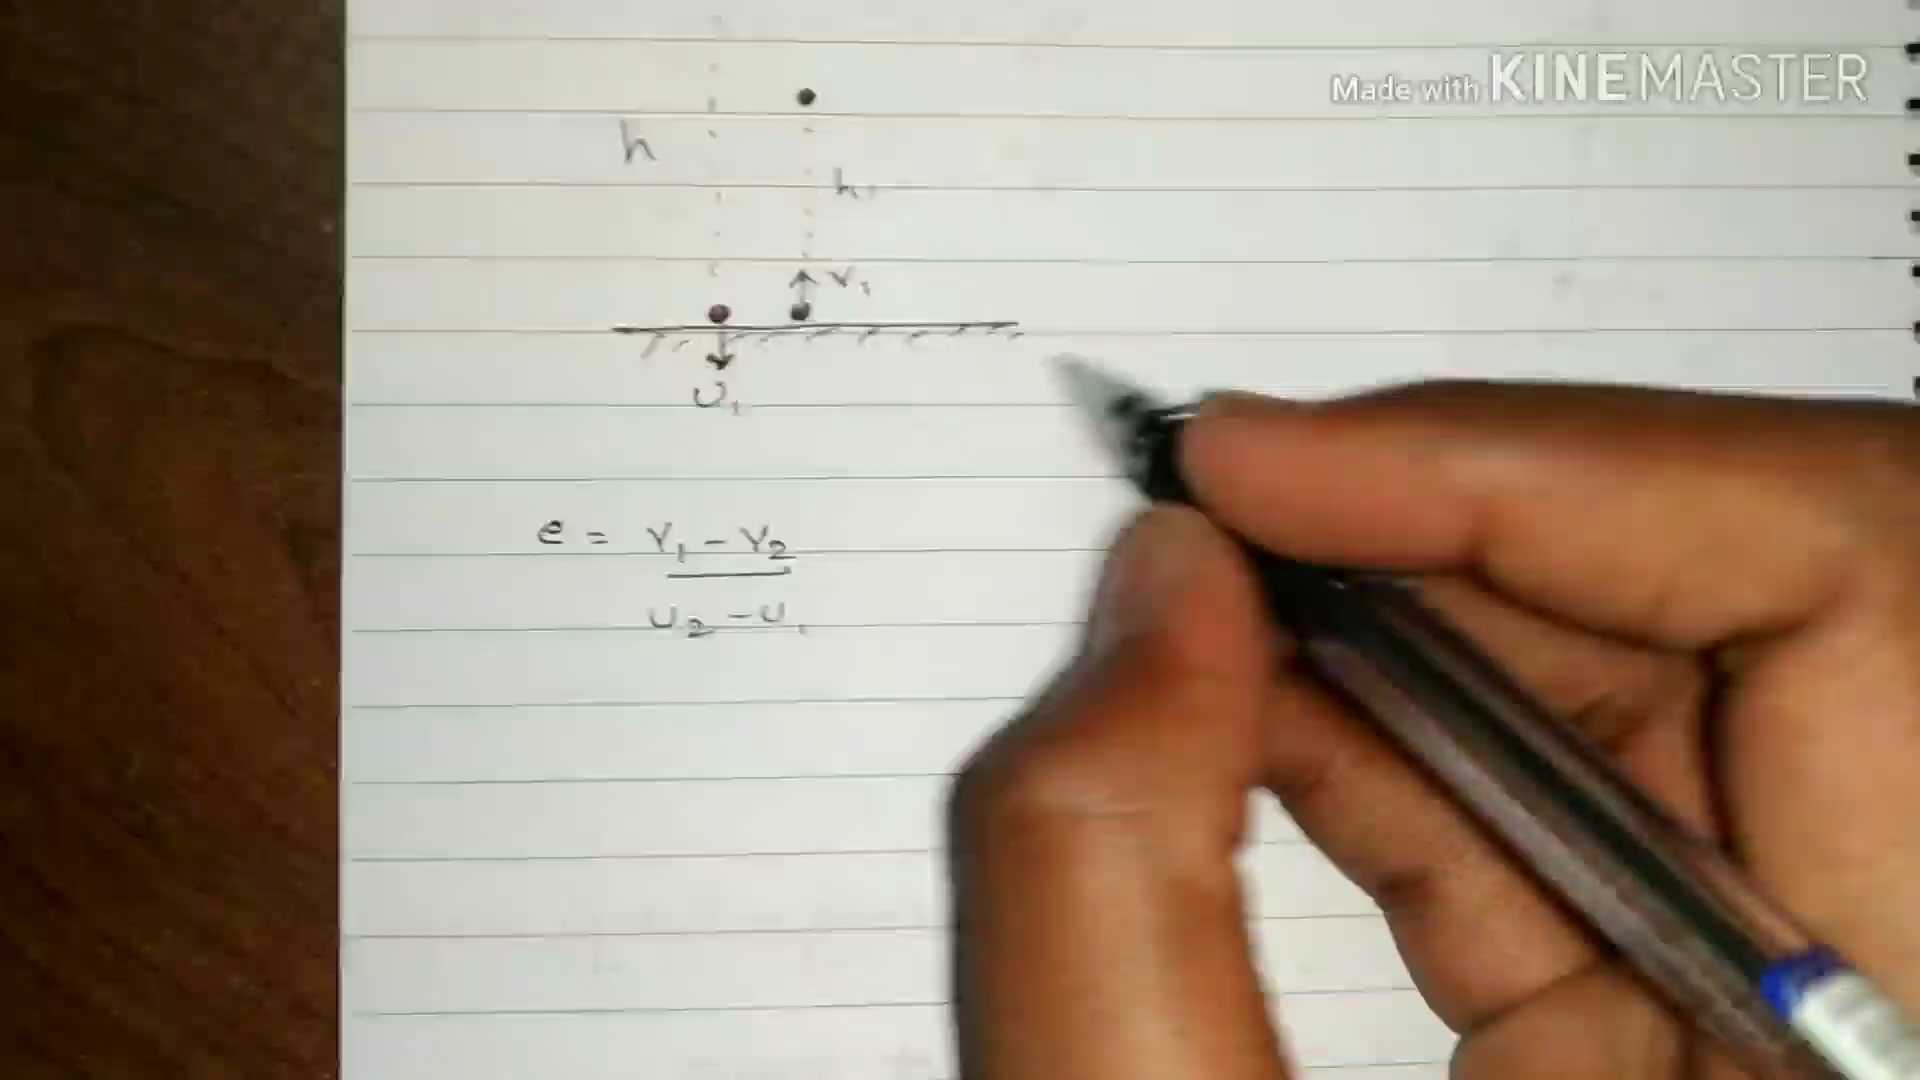 Made with KINEMASTER
h
h₁
v₁
u₁
e = v₁ - v₂
u₂ - u₁